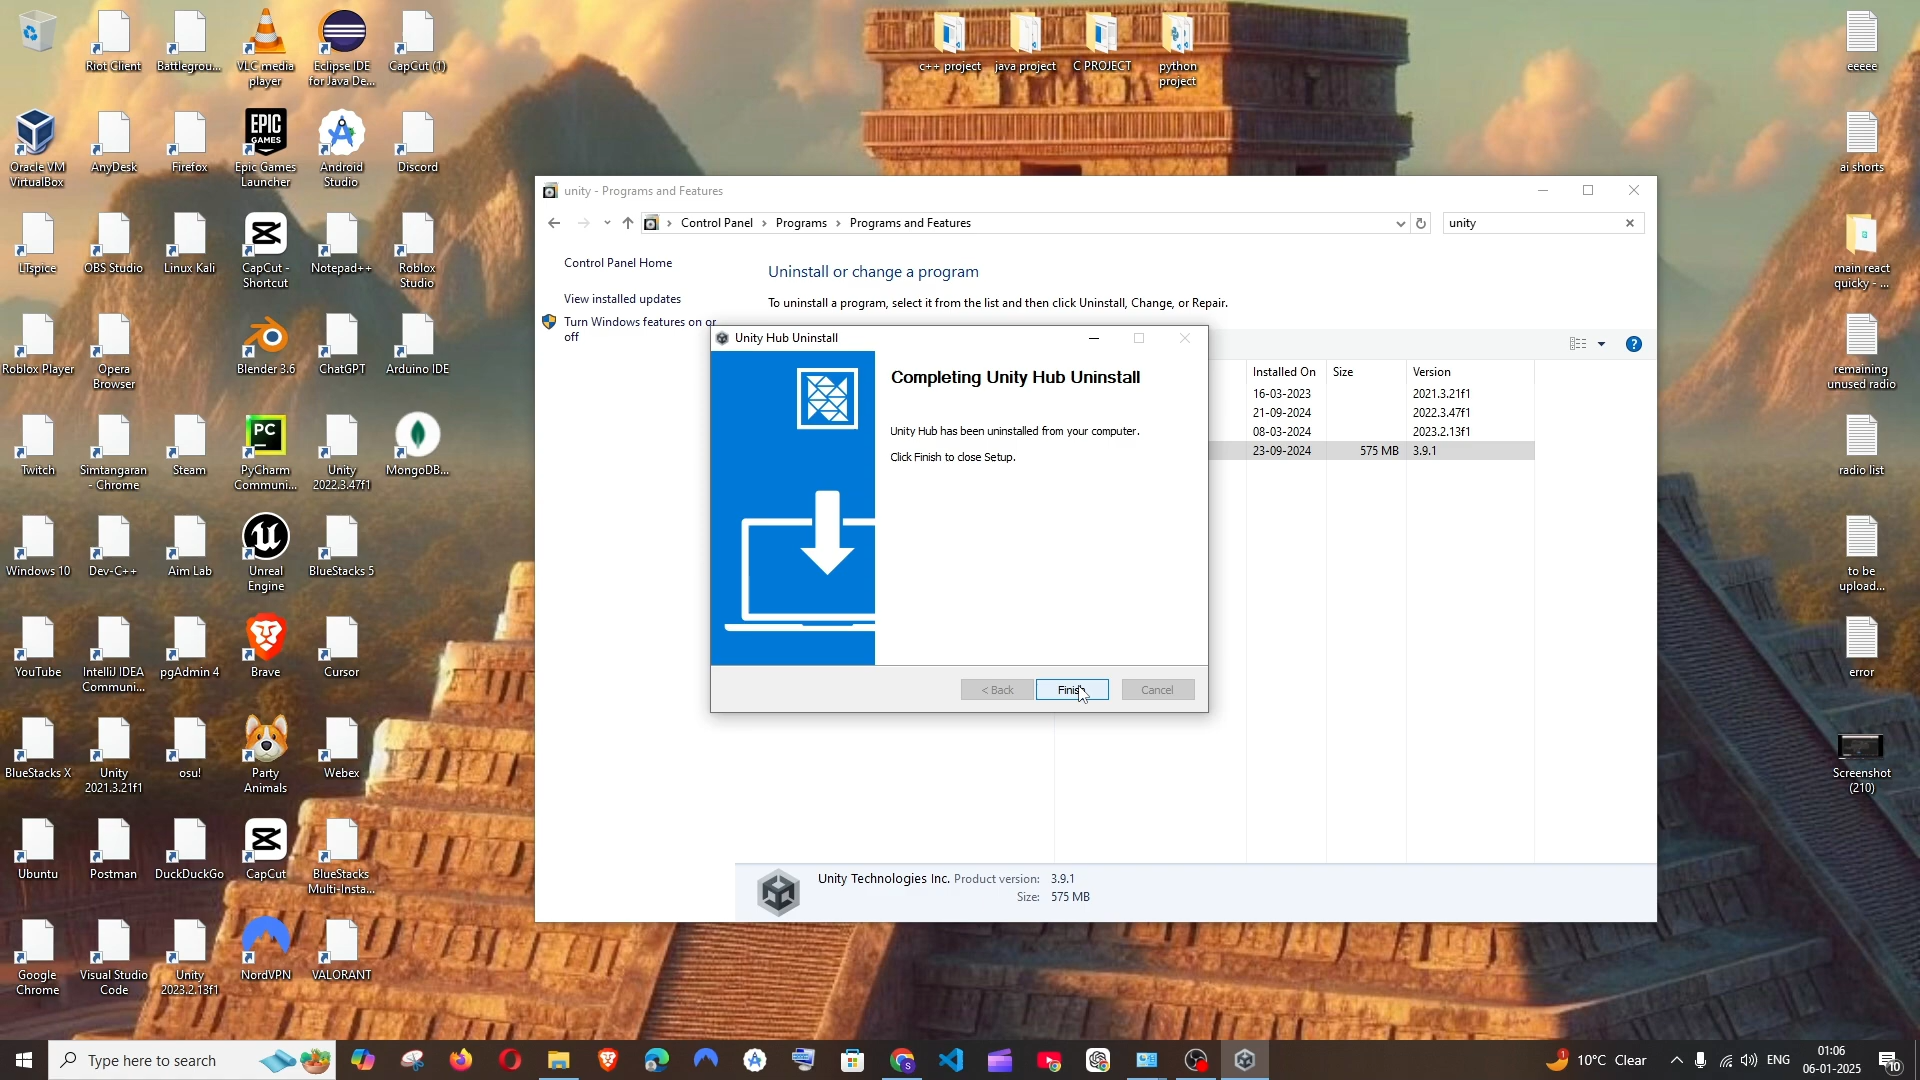 Riot Client
Battlegrou...
VLC media
player
Eclipse IDE
for Java De...
CapCut (1)
c++ project
java project
C PROJECT
python
project
eeeee
Oracle VM
VirtualBox
AnyDesk
Firefox
EPIC
GAMES
Epic Games
Launcher
Android
Studio
Discord
ai shorts
LTspice
OBS Studio
Linux Kali
CapCut -
Shortcut
Notepad++
Roblox
Studio
main react
quicky - ...
Roblox Player
Opera
Browser
Blender 3.6
ChatGPT
Arduino IDE
remaining
unused radio
Twitch
Simtangaran
- Chrome
Steam
PC
PyCharm
Communi...
Unity
2022.3.47f1
MongoDB...
radio list
Windows 10
Dev-C++
Aim Lab
Unreal
Engine
BlueStacks 5
to be
upload...
YouTube
IntelliJ IDEA
Communi...
pgAdmin 4
Brave
Cursor
error
BlueStacks X
Unity
2021.3.21f1
osu!
Party
Animals
Webex
Screenshot
(210)
Ubuntu
Postman
DuckDuckGo
CapCut
BlueStacks
Multi-Insta...
Google
Chrome
Visual Studio
Code
Unity
2023.2.13f1
NordVPN
VALORANT
unity - Programs and Features
Control Panel > Programs > Programs and Features
unity
Control Panel Home
View installed updates
Turn Windows features on or
off
Uninstall or change a program
To uninstall a program, select it from the list and then click Uninstall, Change, or Repair.
Installed On Size Version
16-03-2023 2021.3.21f1
21-09-2024 2022.3.47f1
08-03-2024 2023.2.13f1
23-09-2024 575 MB 3.9.1
Unity Hub Uninstall
Completing Unity Hub Uninstall
Unity Hub has been uninstalled from your computer.
Click Finish to close Setup.
< Back Finish Cancel
Unity Technologies Inc. Product version: 3.9.1
Size: 575 MB
Type here to search
1
10°C Clear
ENG
01:06
06-01-2025
10